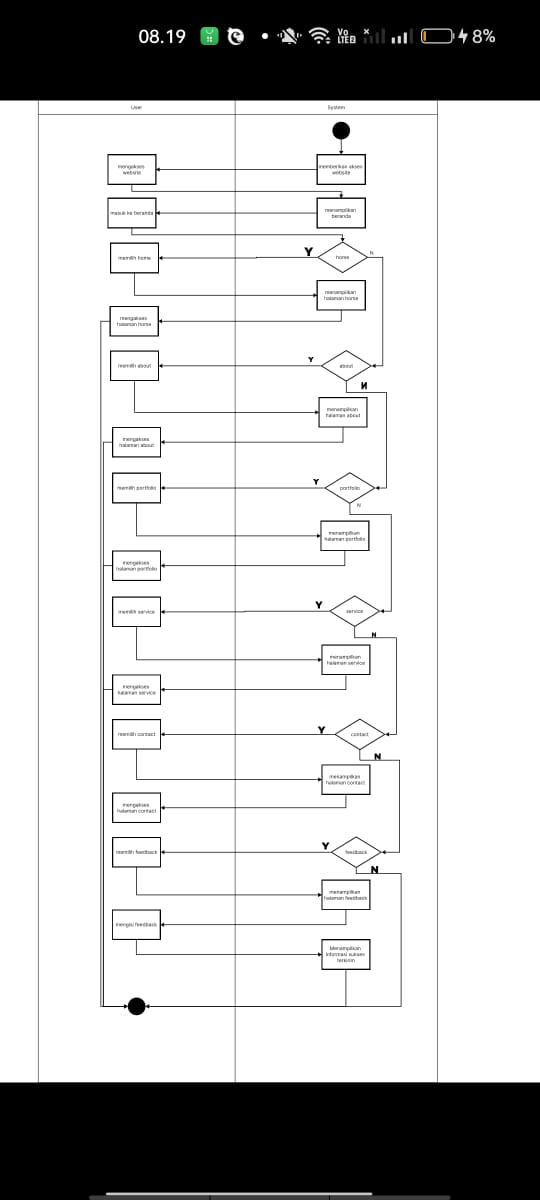 08.19
Vo
LTE2
8%
User
System
mengakses
website
memberikan akses
website
masuk ke beranda
menampilkan
beranda
memilih home
Y
home
N
menampilkan
halaman home
mengakses
halaman home
memilih about
Y
about
N
menampilkan
halaman about
mengakses
halaman about
memilih portfolio
Y
portfolio
N
menampilkan
halaman portfolio
mengakses
halaman portfolio
memilih service
Y
service
N
menampilkan
halaman service
mengakses
halaman service
memilih contact
Y
contact
N
menampilkan
halaman contact
mengakses
halaman contact
memilih feedback
Y
feedback
N
menampilkan
halaman feedback
mengisi feedback
Menampilkan
informasi sukses
terkirin